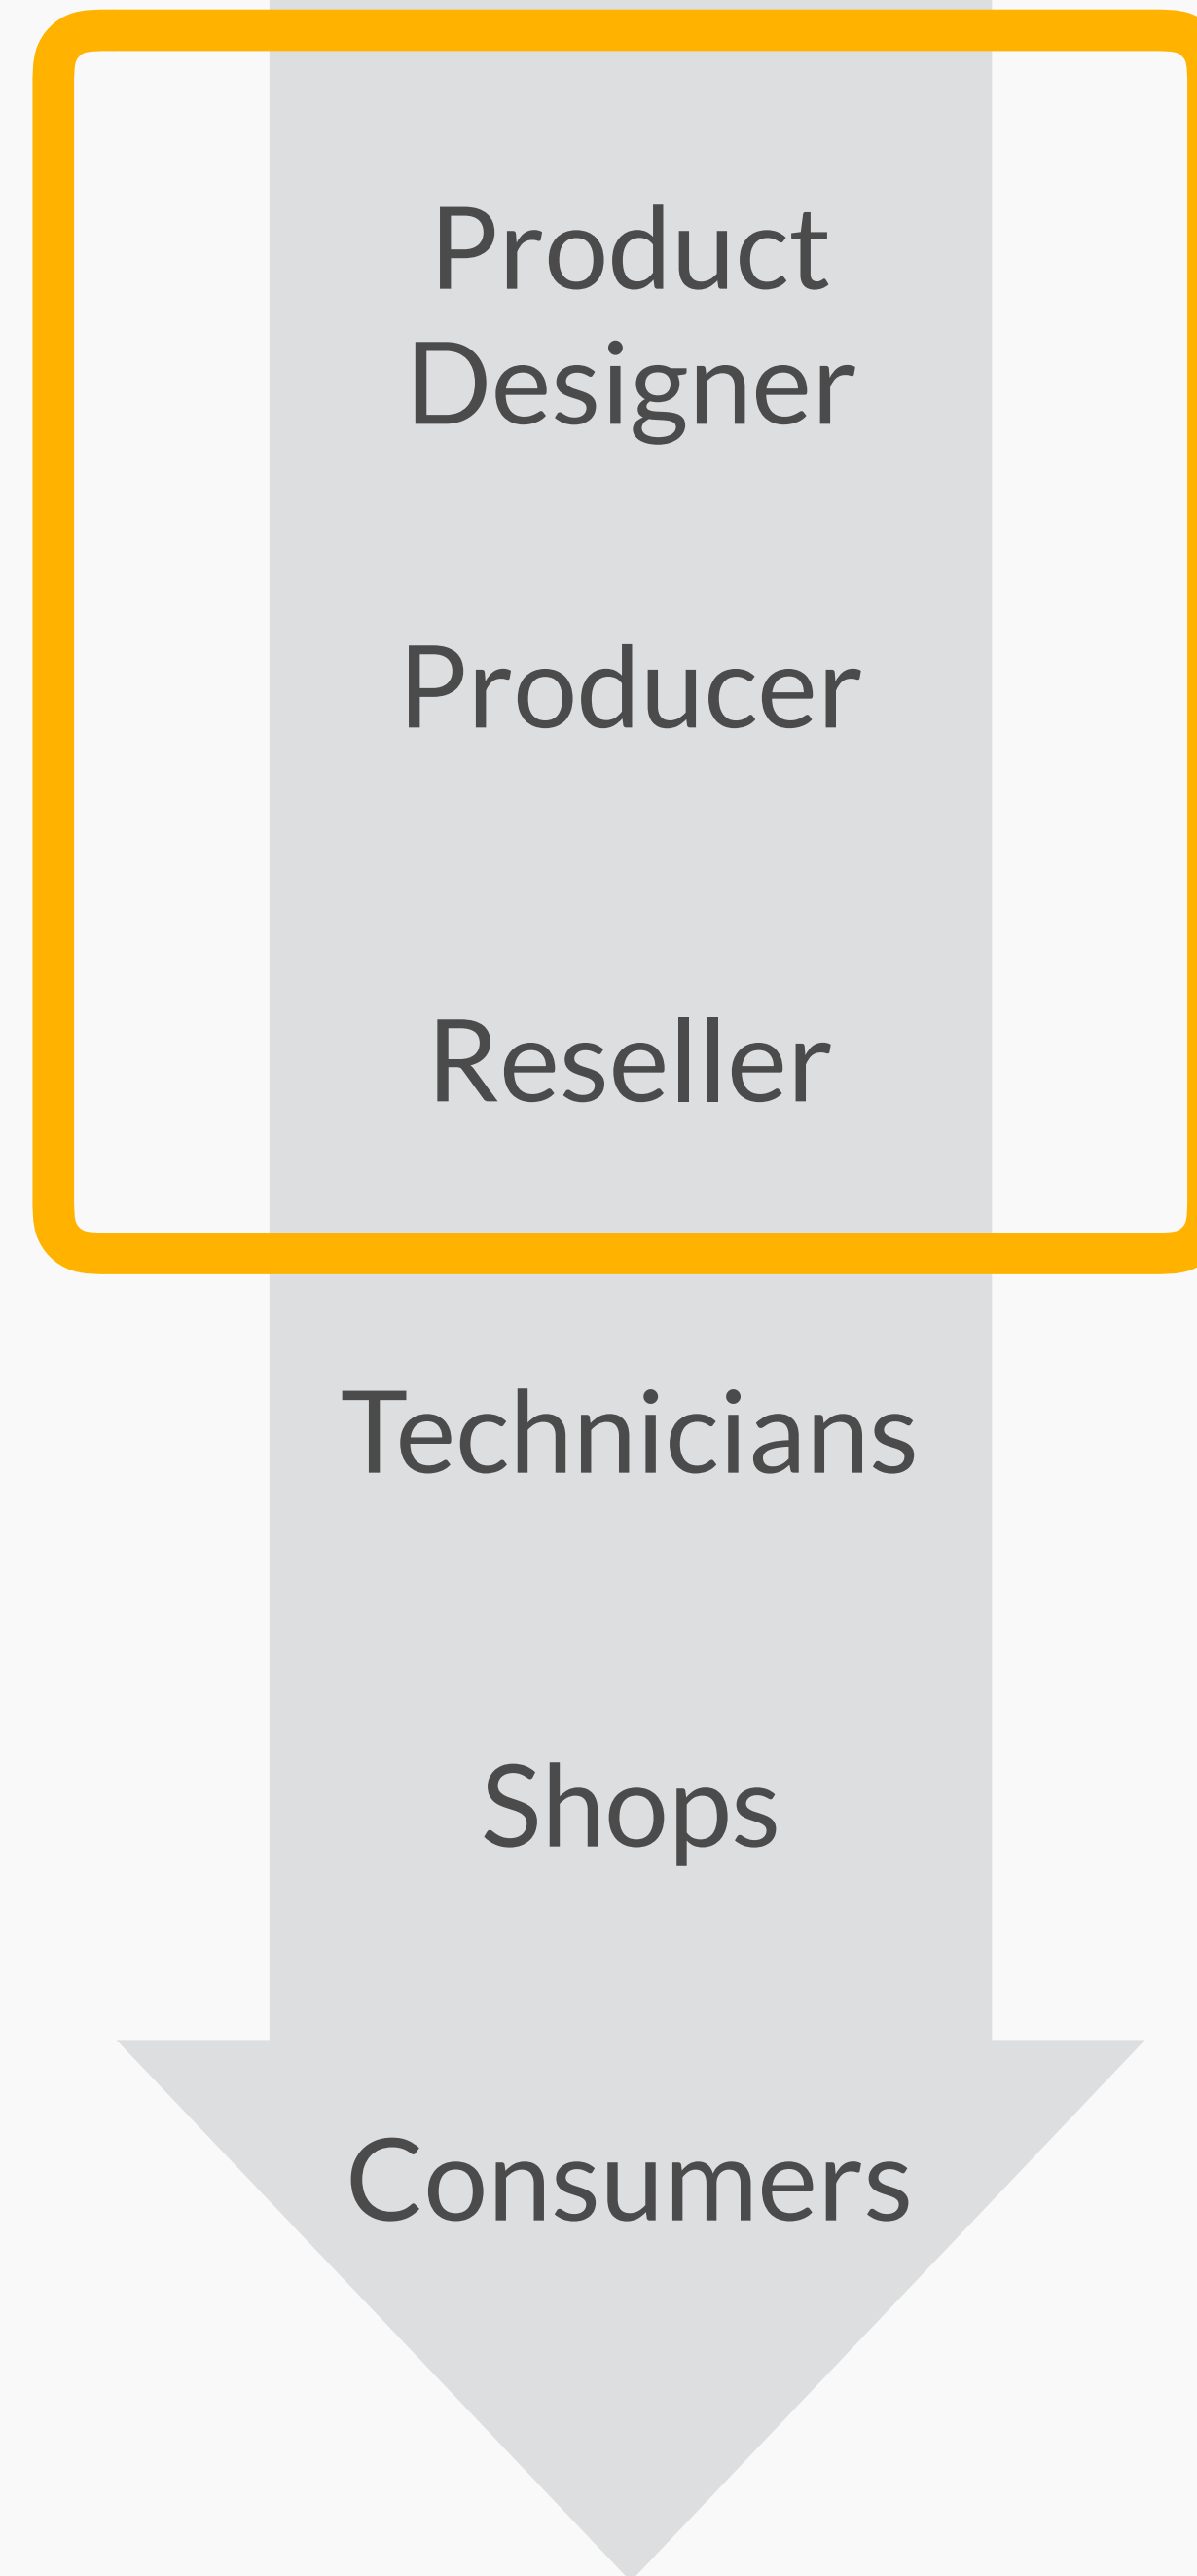 Product
Designer
Producer
Reseller
Technicians
Shops
Consumers